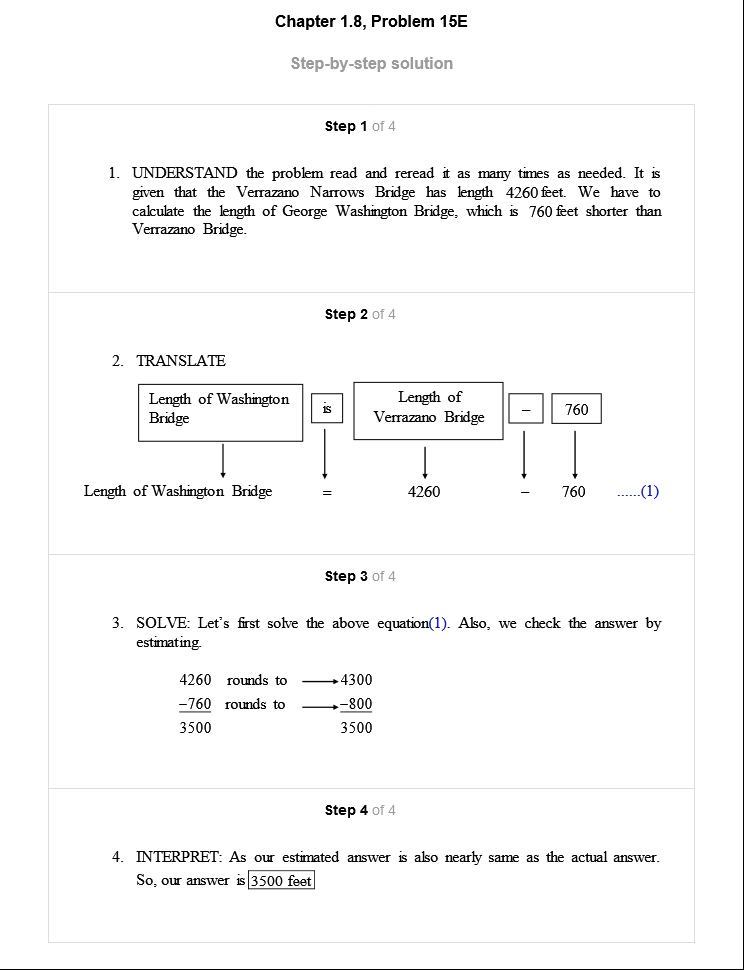 Chapter 1.8, Problem 15E
Step-by-step solution
Step 1 of 4
1. UNDERSTAND the problem read and reread it as many times as needed. It is
given that the Verrazano Narrows Bridge has length 4260 feet. We have to
calculate the length of George Washington Bridge, which is 760 feet shorter than
Verrazano Bridge.
Step 2 of 4
2. TRANSLATE
Length of Washington
Bridge
is
Length of
Verrazano Bridge
–
760
Length of Washington Bridge = 4260 – 760 ......(1)
Step 3 of 4
3. SOLVE: Let's first solve the above equation(1). Also, we check the answer by
estimating.
4260 rounds to 4300
–760 rounds to –800
3500 3500
Step 4 of 4
4. INTERPRET: As our estimated answer is also nearly same as the actual answer.
So, our answer is 3500 feet